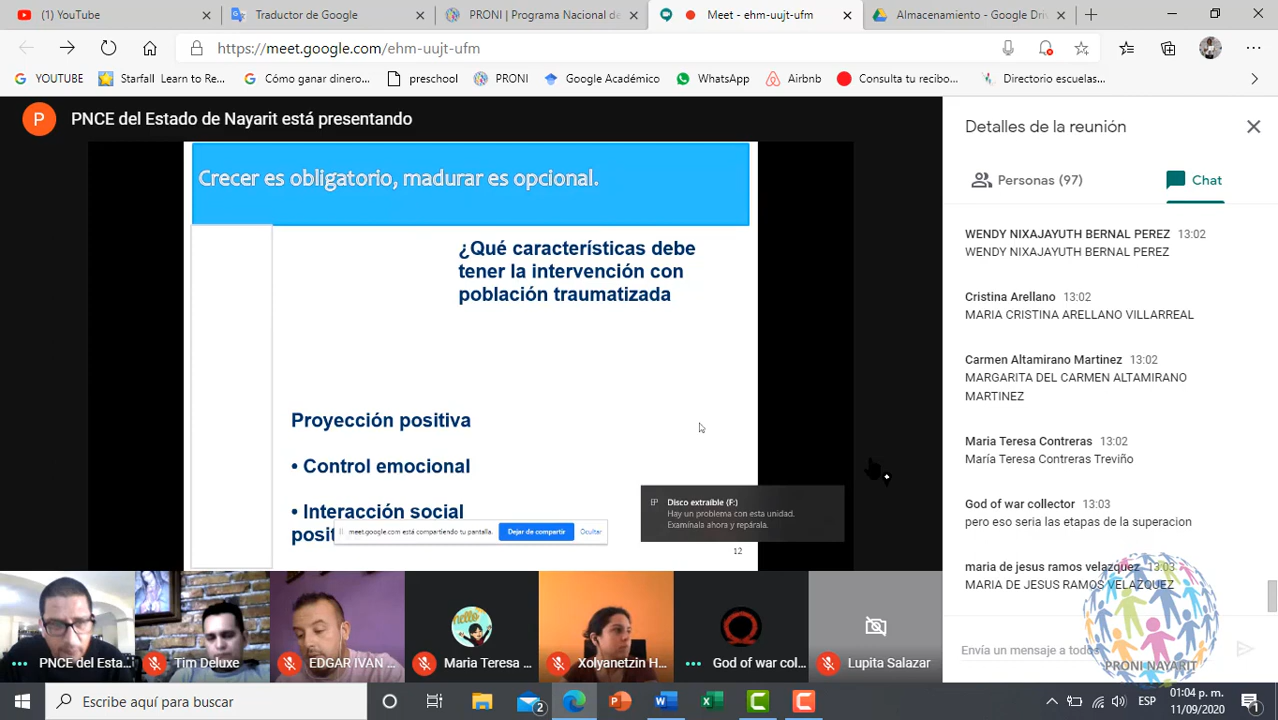 (1) YouTube
Traductor de Google
PRONI | Programa Nacional de
Meet - ehm-uujt-ufm
Almacenamiento - Google Dri
https://meet.google.com/ehm-uujt-ufm
YOUTUBE
Starfall Learn to Re...
Cómo ganar dinero...
preschool
PRONI
Google Académico
WhatsApp
Airbnb
Consulta tu recibo...
Directorio escuelas...
P
PNCE del Estado de Nayarit está presentando
Crecer es obligatorio, madurar es opcional.
¿Qué características debe
tener la intervención con
población traumatizada
Proyección positiva
• Control emocional
• Interacción social
posit
meet.google.com está compartiendo tu pantalla.
Dejar de compartir
Ocultar
Disco extraíble (F:)
Hay un problema con esta unidad.
Examínala ahora y repárala.
12
Detalles de la reunión
Personas (97)
Chat
WENDY NIXAJAYUTH BERNAL PEREZ 13:02
WENDY NIXAJAYUTH BERNAL PEREZ
Cristina Arellano 13:02
MARIA CRISTINA ARELLANO VILLARREAL
Carmen Altamirano Martinez 13:02
MARGARITA DEL CARMEN ALTAMIRANO
MARTINEZ
Maria Teresa Contreras 13:02
María Teresa Contreras Treviño
God of war collector 13:03
pero eso seria las etapas de la superacion
maria de jesus ramos velazquez 13:03
MARIA DE JESUS RAMOS VELAZQUEZ
Envía un mensaje a todos
PRONI NAYARIT
PNCE del Esta...
Tim Deluxe
EDGAR IVAN ...
hello
Maria Teresa ...
Xolyanetzin H...
God of war col...
Lupita Salazar
Escribe aquí para buscar
2
ESP
01:04 p. m.
11/09/2020
1